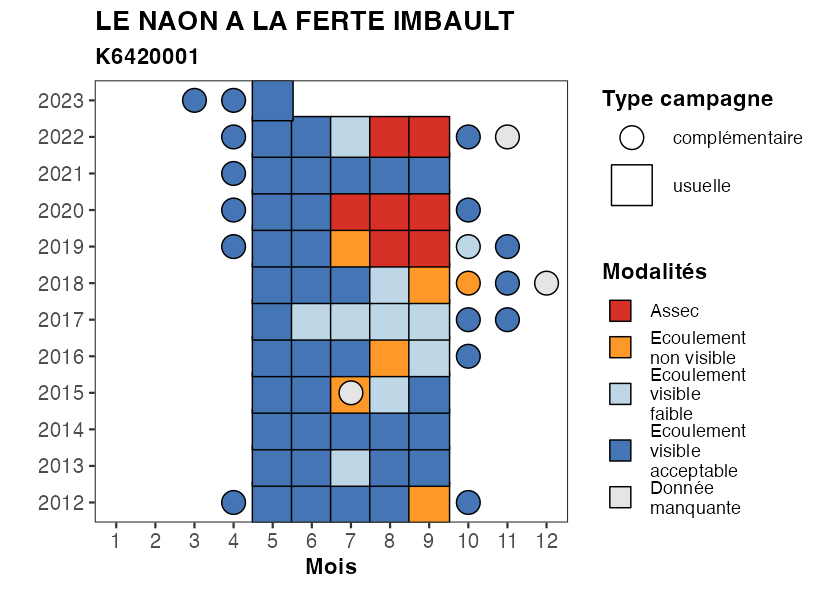 LE NAON A LA FERTE IMBAULT
K6420001
2023
2022
2021
2020
2019
2018
2017
2016
2015
2014
2013
2012
1 2 3 4 5 6 7 8 9 10 11 12
Mois
Type campagne
complémentaire
usuelle
Modalités
Assec
Ecoulement
non visible
Ecoulement
visible
faible
Ecoulement
visible
acceptable
Donnée
manquante